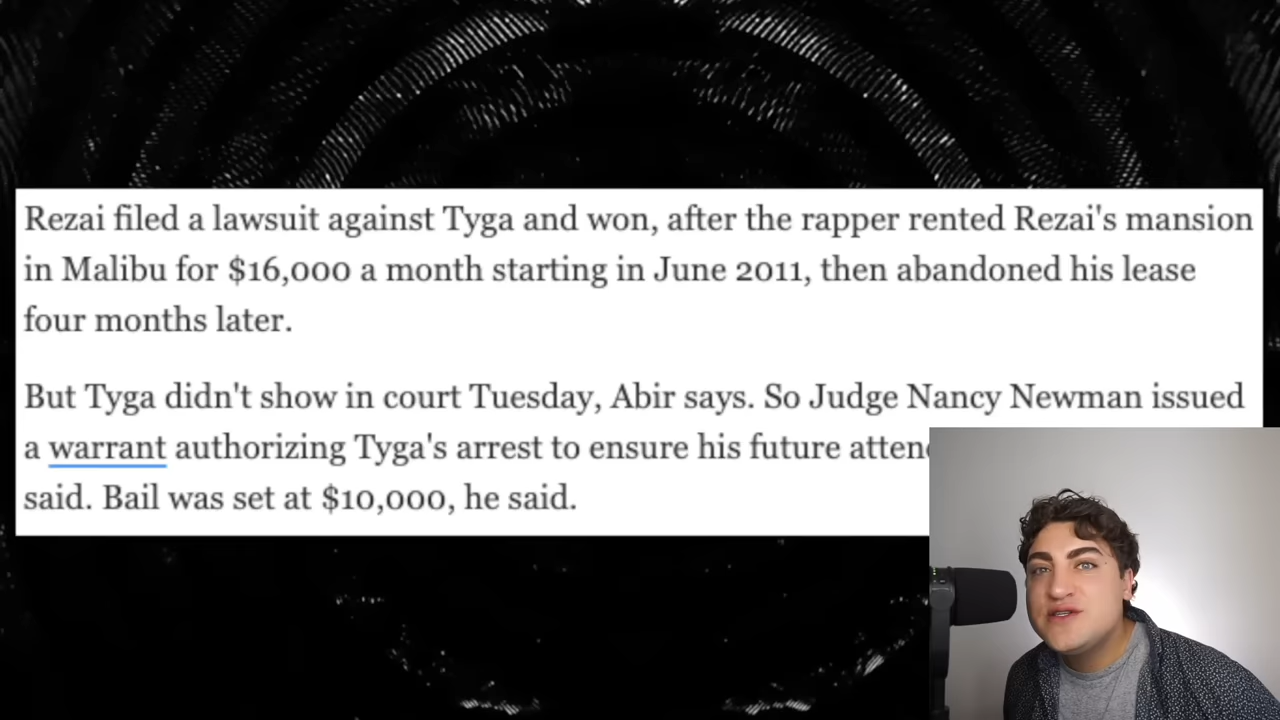 Rezai filed a lawsuit against Tyga and won, after the rapper rented Rezai's mansion
in Malibu for $16,000 a month starting in June 2011, then abandoned his lease
four months later.
But Tyga didn't show in court Tuesday, Abir says. So Judge Nancy Newman issued
a warrant authorizing Tyga's arrest to ensure his future atten
said. Bail was set at $10,000, he said.